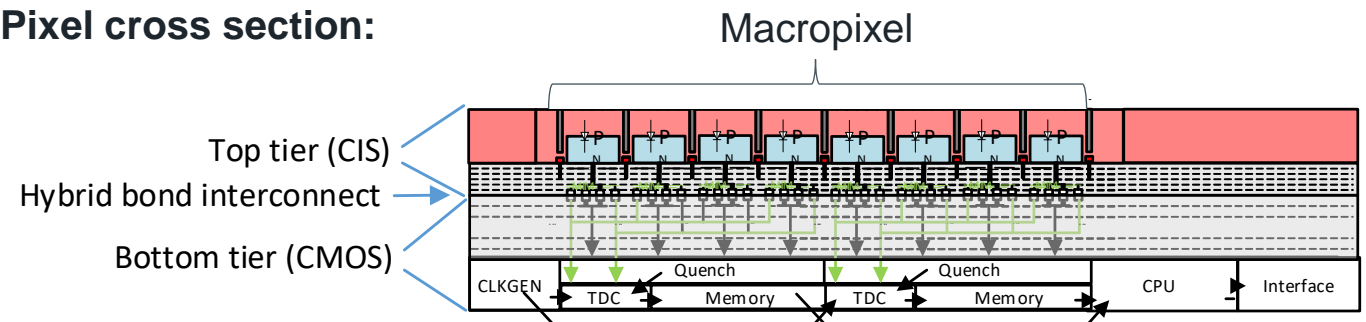 Pixel cross section:
Macropixel
Top tier (CIS)
Hybrid bond interconnect
Bottom tier (CMOS)
P P P P P P P P
N N N N N N N N
CLKGEN
Quench
Quench
TDC
Memory
TDC
Memory
CPU
Interface